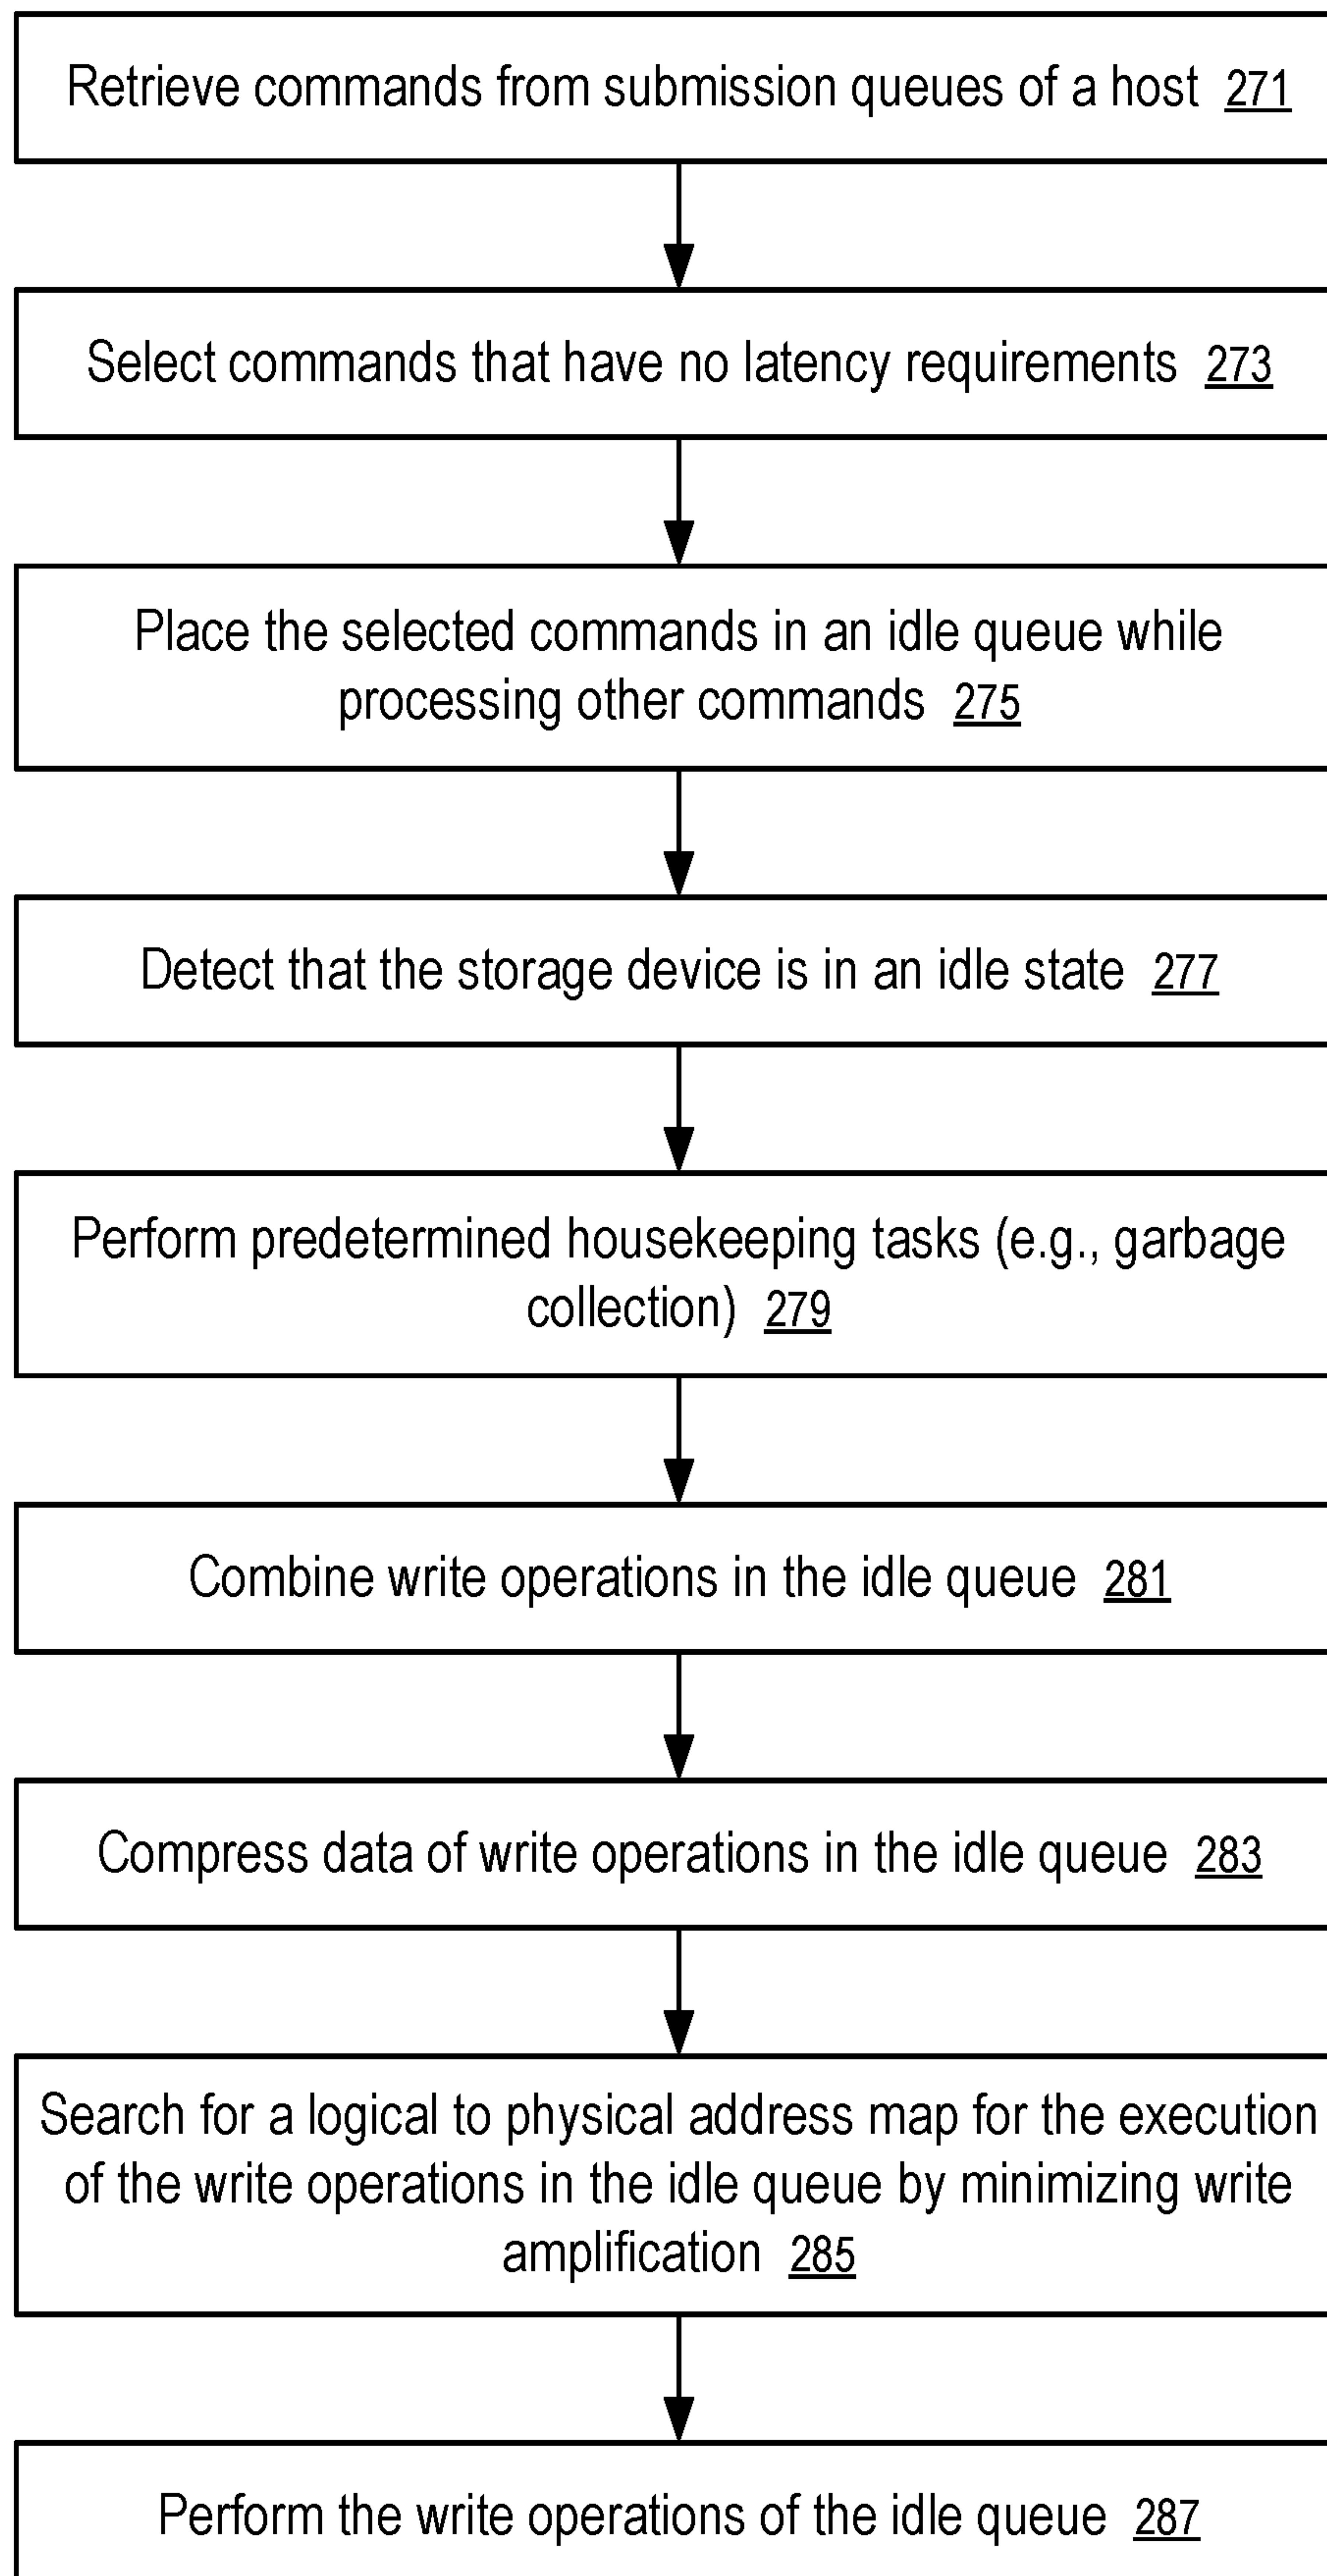 Retrieve commands from submission queues of a host 271
Select commands that have no latency requirements 273
Place the selected commands in an idle queue while
processing other commands 275
Detect that the storage device is in an idle state 277
Perform predetermined housekeeping tasks (e.g., garbage
collection) 279
Combine write operations in the idle queue 281
Compress data of write operations in the idle queue 283
Search for a logical to physical address map for the execution
of the write operations in the idle queue by minimizing write
amplification 285
Perform the write operations of the idle queue 287